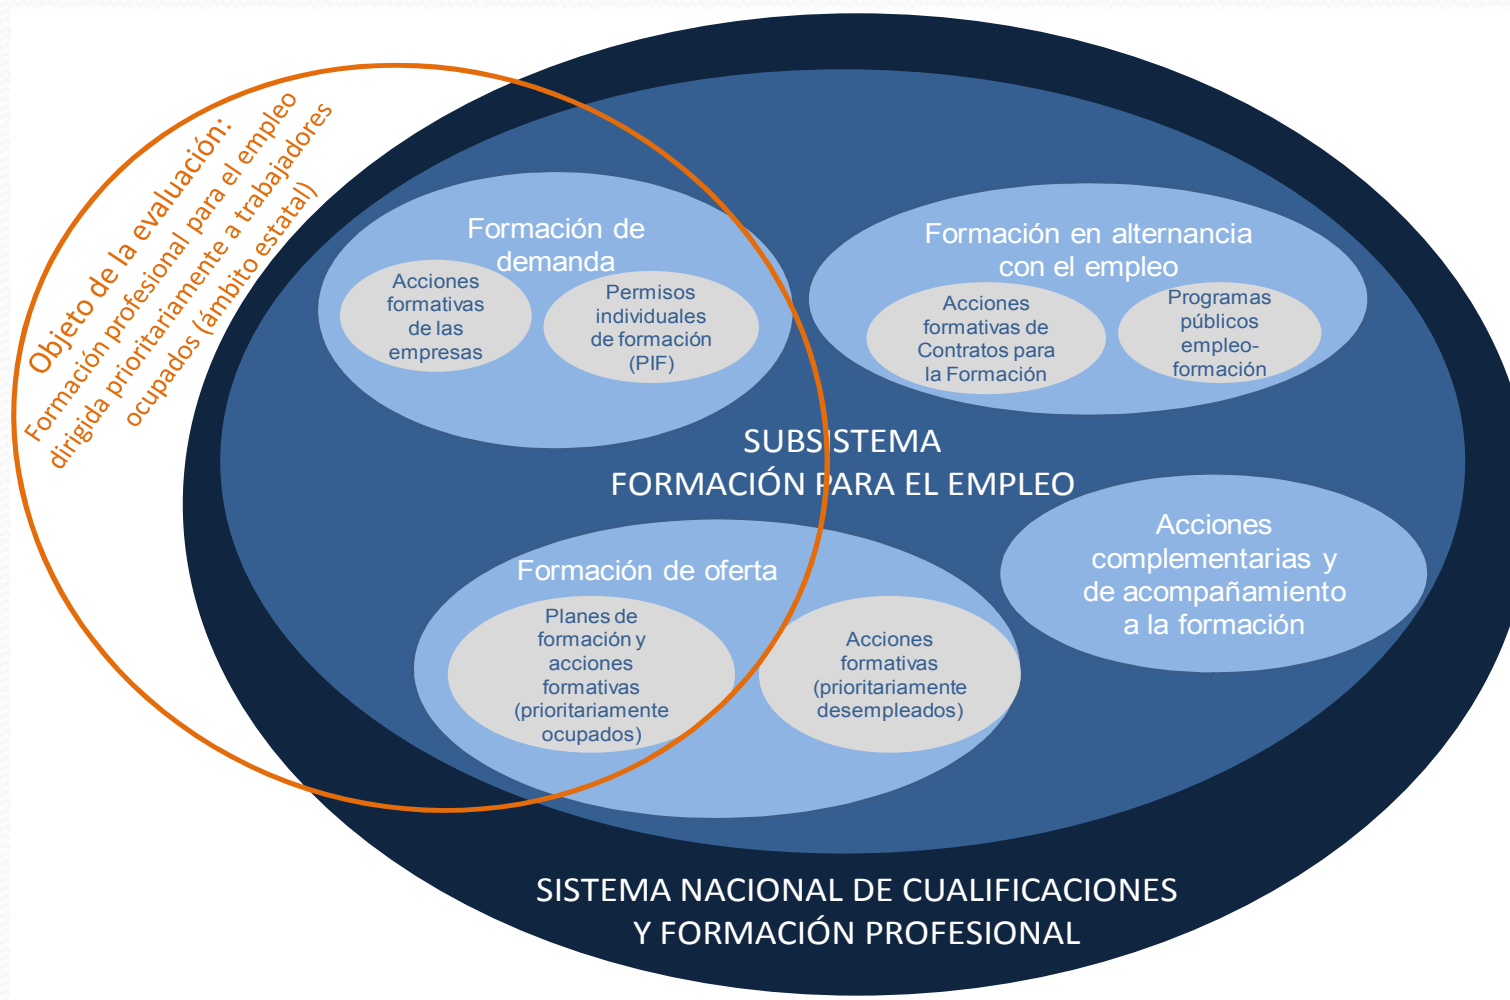 Objeto de la evaluación:
Formación profesional para el empleo
dirigida prioritariamente a trabajadores
ocupados (ámbito estatal)
Formación de
demanda
Acciones
formativas
de las
empresas
Permisos
individuales
de formación
(PIF)
Formación en alternancia
con el empleo
Acciones
formativas de
Contratos para
la Formación
Programas
públicos
empleo-
formación
SUBSISTEMA
FORMACIÓN PARA EL EMPLEO
Formación de oferta
Planes de
formación y
acciones
formativas
(prioritariamente
ocupados)
Acciones
formativas
(prioritariamente
desempleados)
Acciones
complementarias y
de acompañamiento
a la formación
SISTEMA NACIONAL DE CUALIFICACIONES
Y FORMACIÓN PROFESIONAL